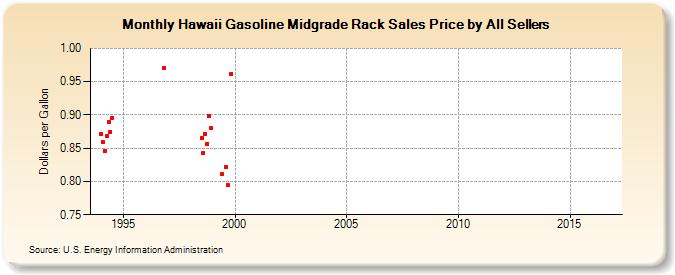 Monthly Hawaii Gasoline Midgrade Rack Sales Price by All Sellers
Dollars per Gallon
1.00
0.95
0.90
0.85
0.80
0.75
1995 2000 2005 2010 2015
Source: U.S. Energy Information Administration